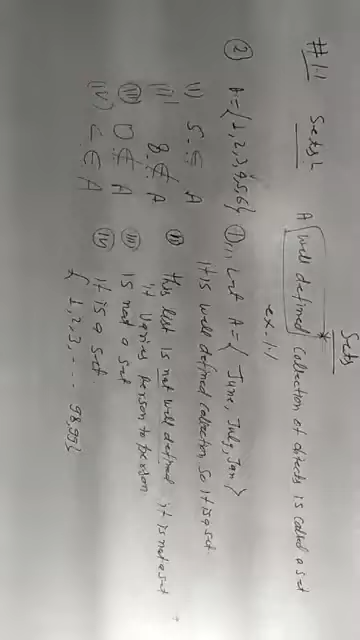 Sets
# 1.1 Sets:- A well defined collection of objects is called a set
ex-1.1
① i, Let A = { June, July, Jan }
It is well defined collection so it is a set.
ⅱ) this list is not well defined it is not a set
it varies person to person.
ⅲ) is not a set
ⅳ) it is a set.
{ 1, 2, 3, - - - 98, 99}
② A = {1, 2, 3, 4, 5, 6}
i) 5 ∈ A
ii) 8 ∉ A
iii) 0 ∉ A
iv) ∈ A